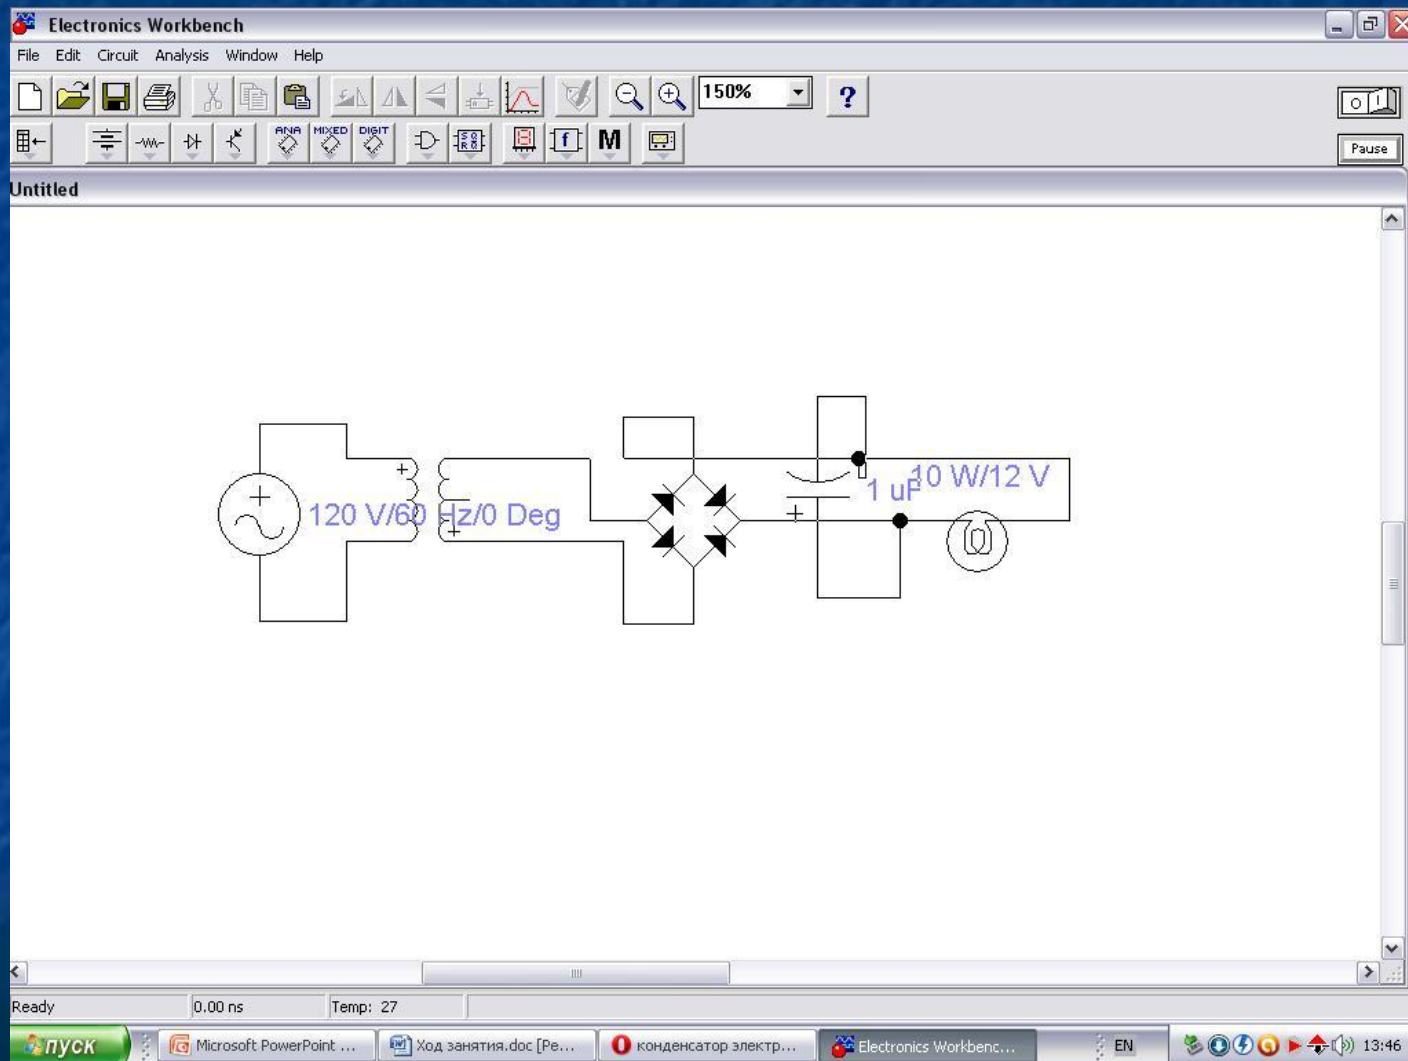 Electronics Workbench
File Edit Circuit Analysis Window Help
150%
?
ANA MIXED DIGIT
f M
Pause
Untitled
120 V/60 Hz/0 Deg
1 uF
10 W/12 V
Ready 0.00 ns Temp: 27
пуск Microsoft PowerPoint ... Ход занятия.doc [Ре... конденсатор электр... Electronics Workbenc... EN 13:46